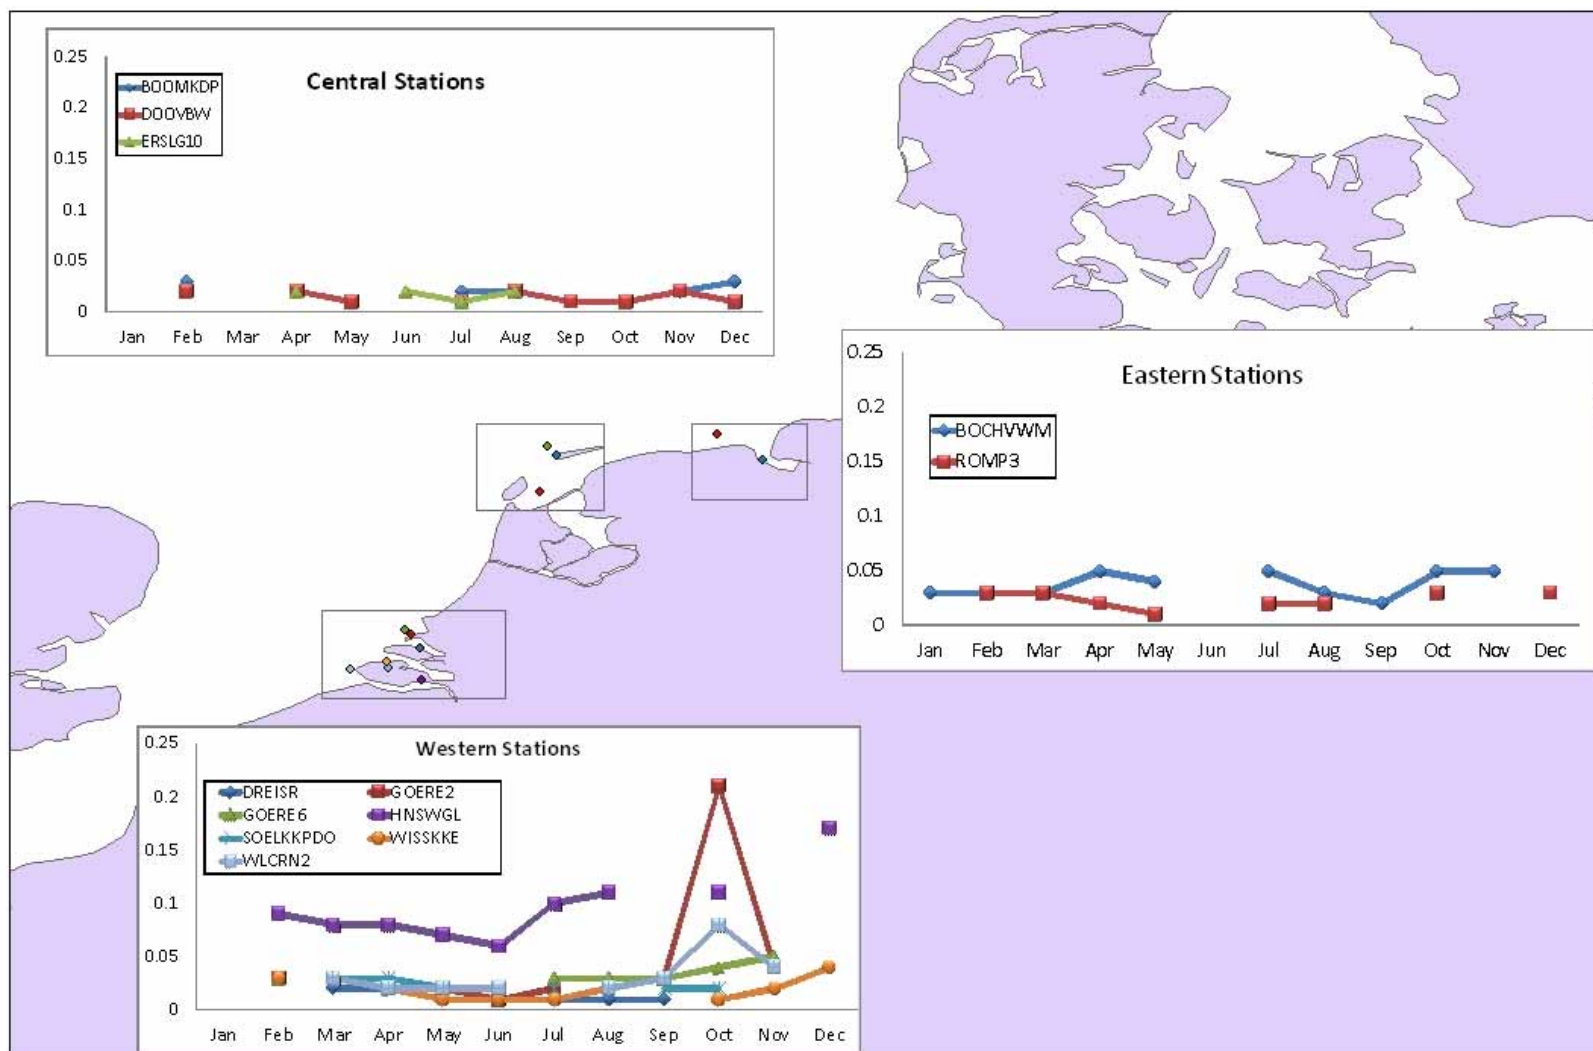 Central Stations
0.25
0.2
0.15
0.1
0.05
0
BOOMKDP
DOOVBW
ERSLG10
Jan Feb Mar Apr May Jun Jul Aug Sep Oct Nov Dec
Eastern Stations
0.25
0.2
0.15
0.1
0.05
0
BOCHVWM
ROMP3
Jan Feb Mar Apr May Jun Jul Aug Sep Oct Nov Dec
Western Stations
0.25
0.2
0.15
0.1
0.05
0
DREISR GOERE2
GOERE6 HNSWGL
SOELKKPDO WISSKKE
WLCRN2
Jan Feb Mar Apr May Jun Jul Aug Sep Oct Nov Dec